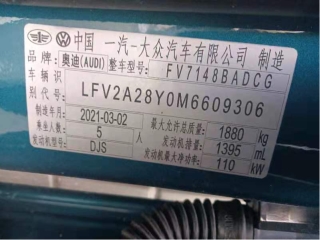 中国 一汽-大众汽车有限公司 制造
品牌 奥迪(AUDI) 整车型号: FV7148BADCG
车辆识别代号: LFV2A28Y0M6609306
制造年月: 2021-03-02 最大允许总质量: 1880 kg
乘坐人数: 5 人 发动机排量: 1395 mL
发动机型号: DJS 发动机最大净功率: 110 kW